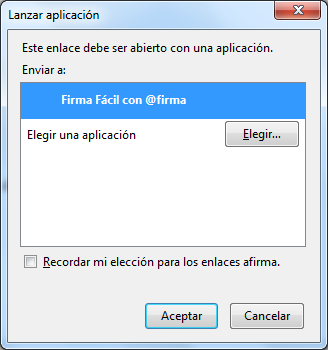 Lanzar aplicación
Este enlace debe ser abierto con una aplicación.
Enviar a:
Firma Fácil con @firma
Elegir una aplicación
Elegir...
Recordar mi elección para los enlaces afirma.
Aceptar
Cancelar